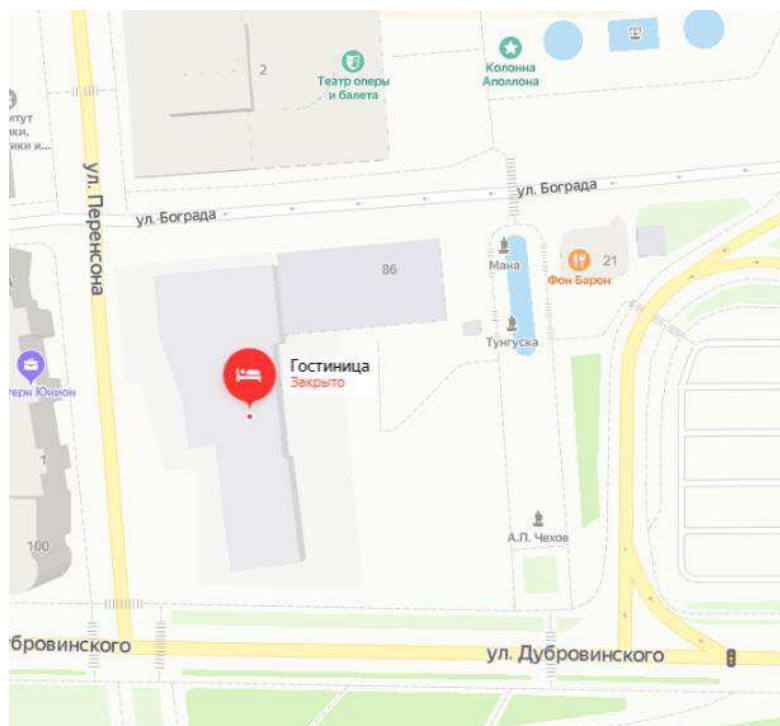 2
Театр оперы
и балета
Колонна
Аполлона
ул. Перенсона
ул. Бограда
ул. Бограда
86
Мана
21
Фон Барон
Тунгуска
Гостиница
Закрыто
1
А.П. Чехов
100
ул. Дубровинского